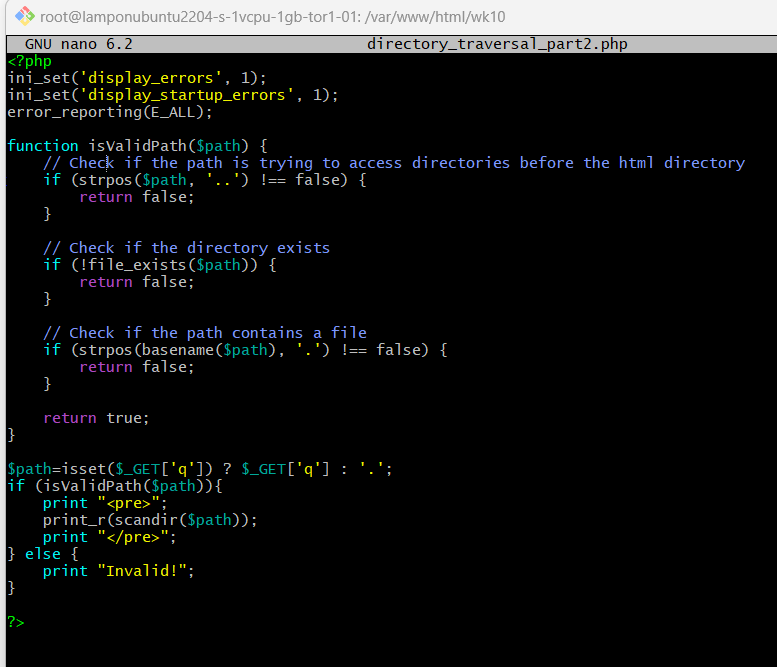 root@lamponubuntu2204-s-1vcpu-1gb-tor1-01: /var/www/html/wk10
GNU nano 6.2 directory_traversal_part2.php
<?php
ini_set('display_errors', 1);
ini_set('display_startup_errors', 1);
error_reporting(E_ALL);
function isValidPath($path) {
    // Check if the path is trying to access directories before the html directory
    if (strpos($path, '..') !== false) {
        return false;
    }
    // Check if the directory exists
    if (!file_exists($path)) {
        return false;
    }
    // Check if the path contains a file
    if (strpos(basename($path), '.') !== false) {
        return false;
    }
    return true;
}
$path=isset($_GET['q']) ? $_GET['q'] : '.';
if (isValidPath($path)){
    print "<pre>";
    print_r(scandir($path));
    print "</pre>";
} else {
    print "Invalid!";
}
?>